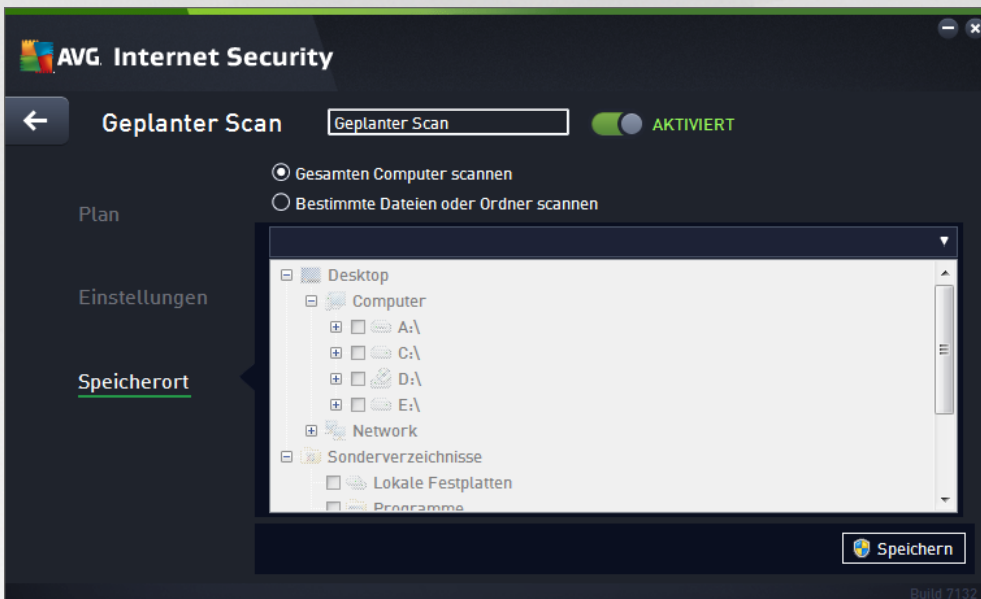 AVG. Internet Security
Geplanter Scan
Geplanter Scan
AKTIVIERT
Gesamten Computer scannen
Bestimmte Dateien oder Ordner scannen
Plan
Einstellungen
Speicherort
Desktop
Computer
A:\
C:\
D:\
E:\
Network
Sonderverzeichnisse
Lokale Festplatten
Programme
Speichern
Build 7132